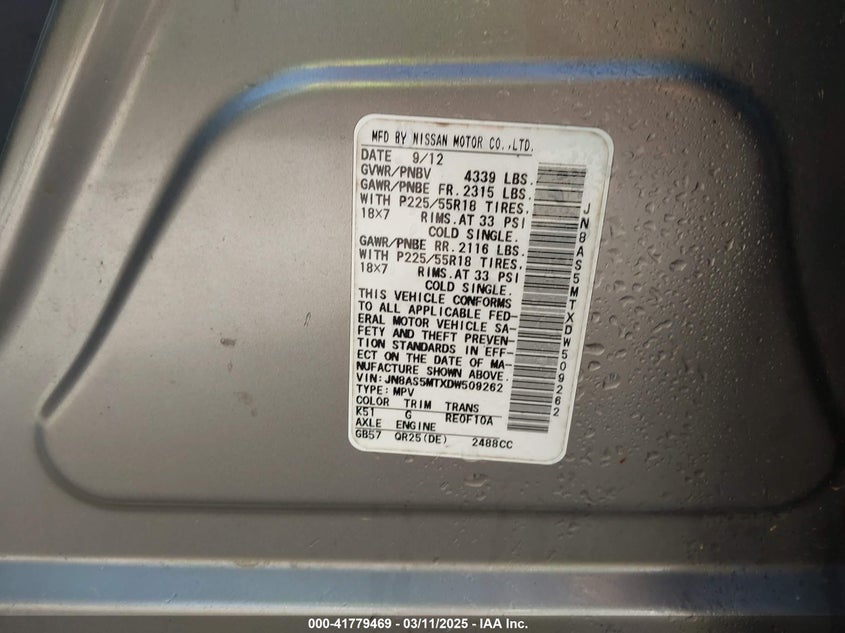 MFD BY NISSAN MOTOR CO.,LTD.
DATE 9/12
GVWR/PNBV 4339 LBS.
GAWR/PNBE FR. 2315 LBS.
WITH P225/55R18 TIRES.
18X7 RIMS. AT 33 PSI
COLD SINGLE.
GAWR/PNBE RR. 2116 LBS.
WITH P225/55R18 TIRES.
18X7 RIMS. AT 33 PSI
COLD SINGLE.
THIS VEHICLE CONFORMS
TO ALL APPLICABLE FED-
ERAL MOTOR VEHICLE SA-
FETY AND THEFT PREVEN-
TION STANDARDS IN EFF-
ECT ON THE DATE OF MA-
NUFACTURE SHOWN ABOVE.
VIN: JN8AS5MTXDW509262
TYPE: MPV
COLOR TRIM TRANS
K51 G RE0F10A
AXLE ENGINE
GB57 QR25(DE) 2488CC
JN8AS5MTXDW509262
000-41779469 - 03/11/2025 - IAA Inc.